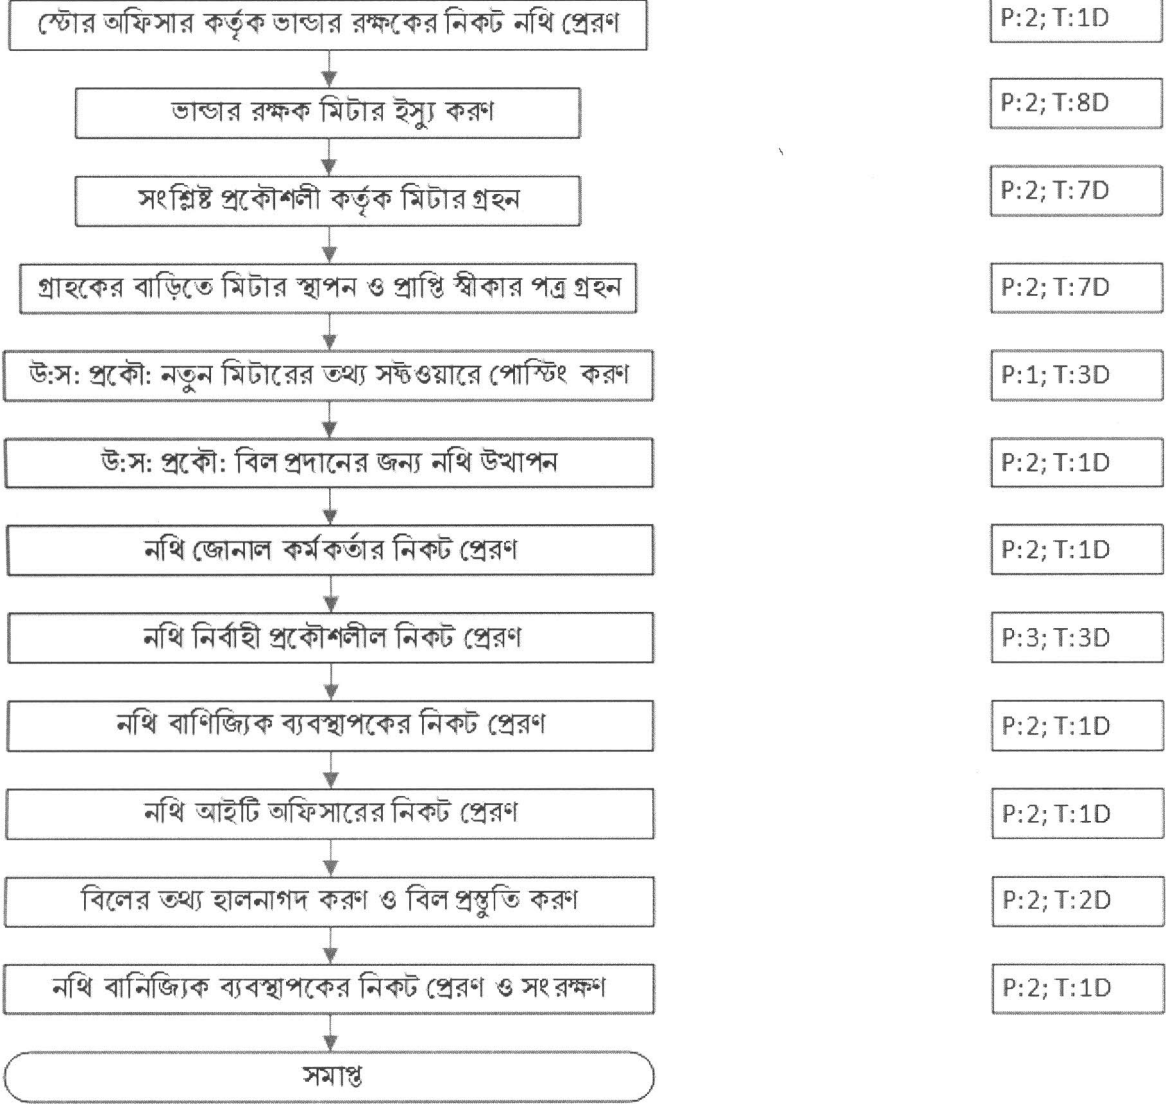 স্টোর অফিসার কর্তৃক ভান্ডার রক্ষকের নিকট নথি প্রেরণ P:2; T:1D
ভান্ডার রক্ষক মিটার ইস্যু করণ P:2; T:8D
সংশ্লিষ্ট প্রকৌশলী কর্তৃক মিটার গ্রহন P:2; T:7D
গ্রাহকের বাড়িতে মিটার স্থাপন ও প্রাপ্তি স্বীকার পত্র গ্রহন P:2; T:7D
উ:স: প্রকৌ: নতুন মিটারের তথ্য সফ্টওয়ারে পোস্টিং করণ P:1; T:3D
উ:স: প্রকৌ: বিল প্রদানের জন্য নথি উত্থাপন P:2; T:1D
নথি জোনাল কর্মকর্তার নিকট প্রেরণ P:2; T:1D
নথি নির্বাহী প্রকৌশলীল নিকট প্রেরণ P:3; T:3D
নথি বাণিজ্যিক ব্যবস্থাপকের নিকট প্রেরণ P:2; T:1D
নথি আইটি অফিসারের নিকট প্রেরণ P:2; T:1D
বিলের তথ্য হালনাগদ করণ ও বিল প্রস্তুতি করণ P:2; T:2D
নথি বানিজ্যিক ব্যবস্থাপকের নিকট প্রেরণ ও সংরক্ষণ P:2; T:1D
সমাপ্ত